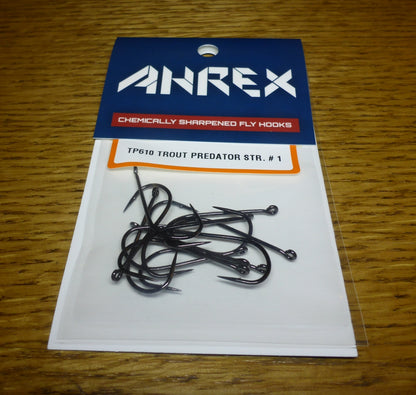 AHREX
CHEMICALLY SHARPENED FLY HOOKS
TP610 TROUT PREDATOR STR. # 1